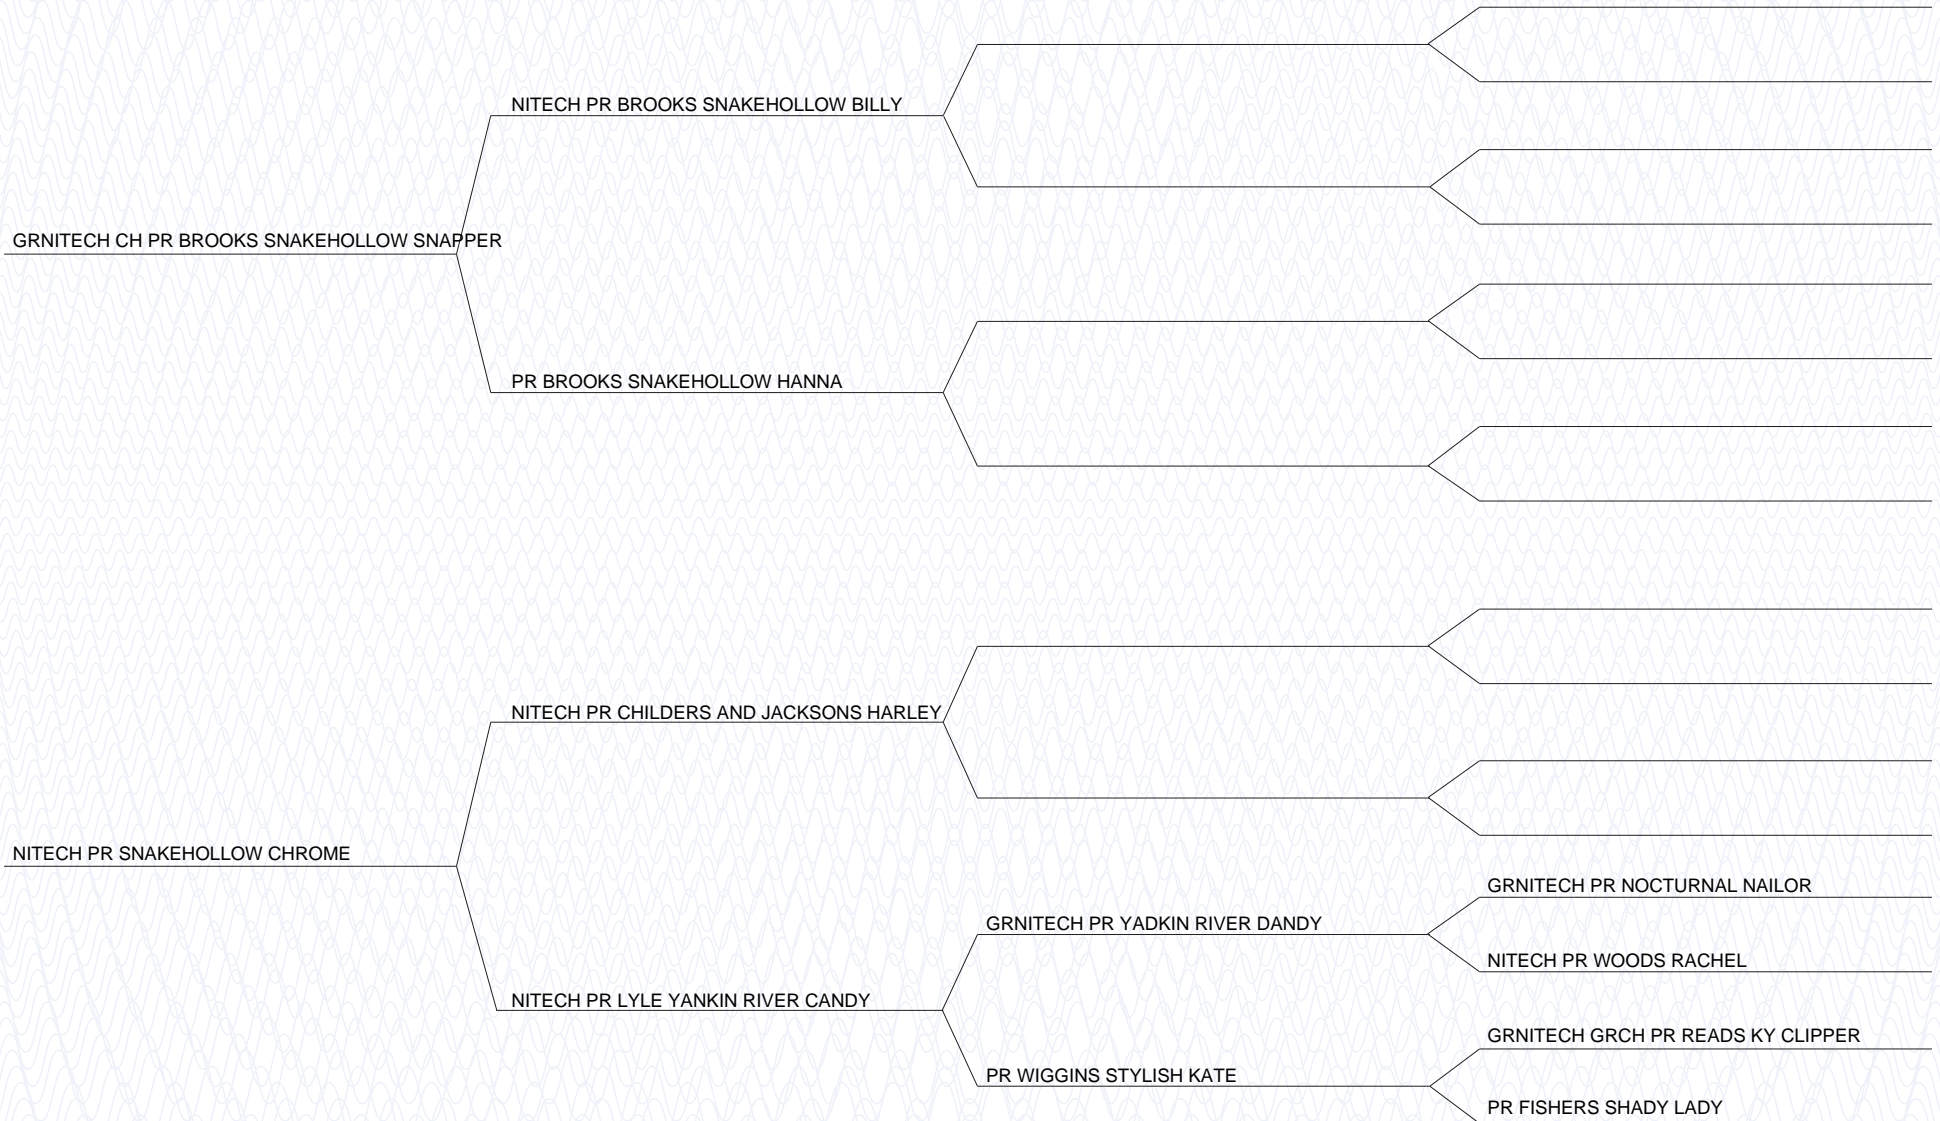 NITECH PR BROOKS SNAKEHOLLOW BILLY
GRNITECH CH PR BROOKS SNAKEHOLLOW SNAPPER
PR BROOKS SNAKEHOLLOW HANNA
NITECH PR CHILDERS AND JACKSONS HARLEY
NITECH PR SNAKEHOLLOW CHROME
GRNITECH PR NOCTURNAL NAILOR
GRNITECH PR YADKIN RIVER DANDY
NITECH PR WOODS RACHEL
NITECH PR LYLE YANKIN RIVER CANDY
GRNITECH GRCH PR READS KY CLIPPER
PR WIGGINS STYLISH KATE
PR FISHERS SHADY LADY